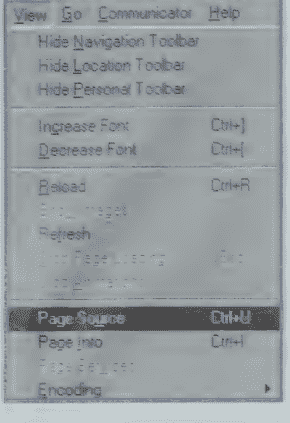 View Go Communicator Help
Hide Navigation Toolbar
Hide Location Toolbar
Hide Personal Toolbar
Increase Font Ctrl+]
Decrease Font Ctrl+[
Reload Ctrl+R
Refresh
Page Source Ctrl+U
Page Info Ctrl+I
Encoding